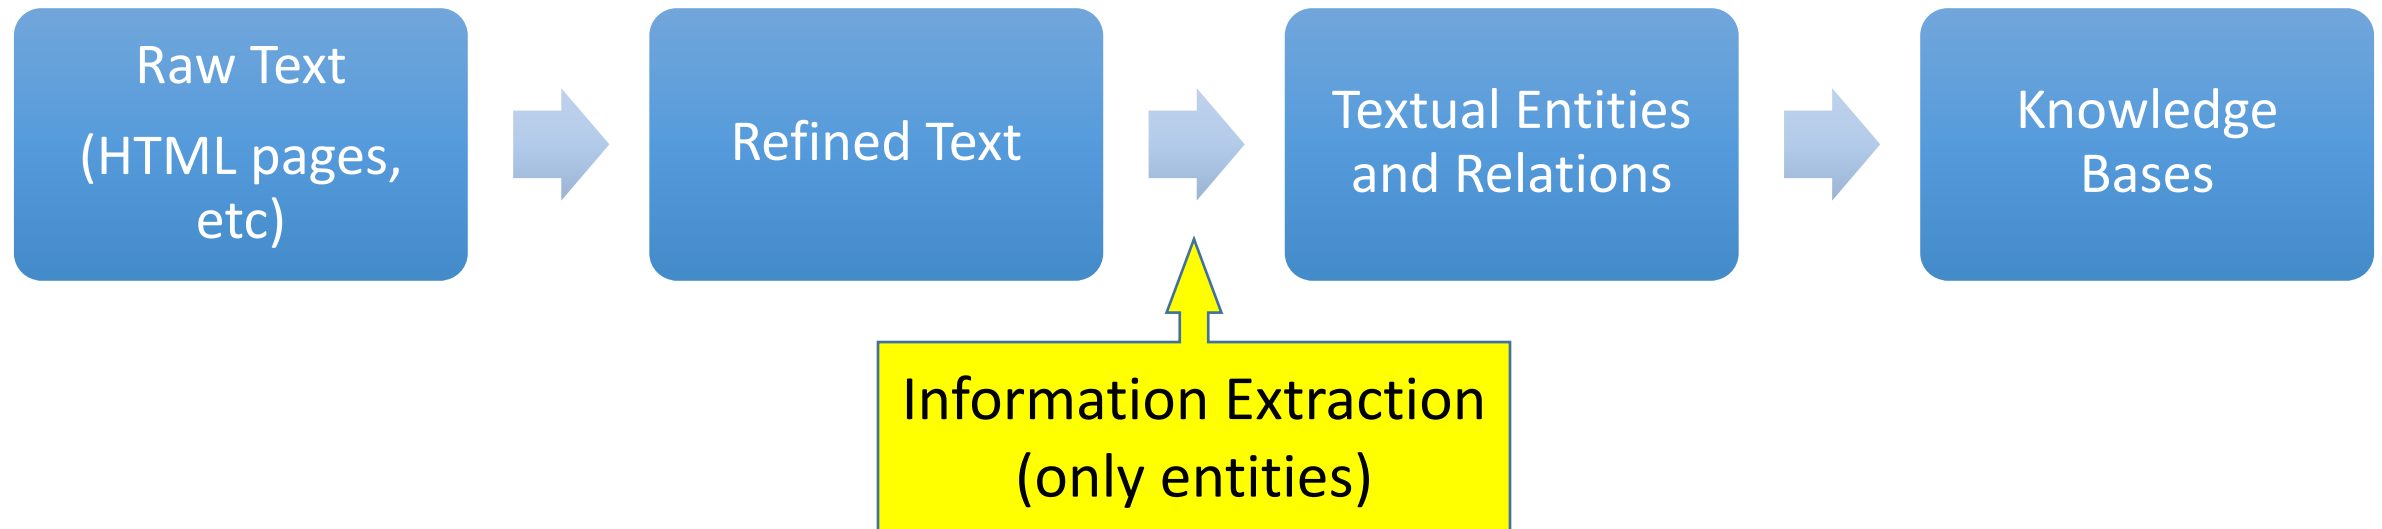 Raw Text
(HTML pages,
etc)
Refined Text
Textual Entities
and Relations
Knowledge
Bases
Information Extraction
(only entities)